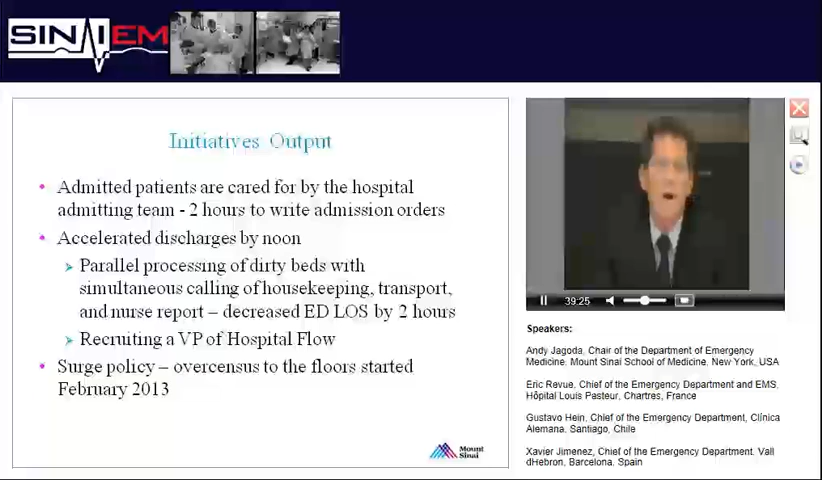 SINAI EM
Initiatives Output
• Admitted patients are cared for by the hospital
admitting team - 2 hours to write admission orders
• Accelerated discharges by noon
➢ Parallel processing of dirty beds with
simultaneous calling of housekeeping, transport,
and nurse report – decreased ED LOS by 2 hours
➢ Recruiting a VP of Hospital Flow
• Surge policy – overcensus to the floors started
February 2013
Mount
Sinai
39:25
Speakers:
Andy Jagoda, Chair of the Department of Emergency
Medicine. Mount Sinai School of Medicine. New York, USA
Eric Revue, Chief of the Emergency Department and EMS,
Hôpital Louis Pasteur, Chartres, France
Gustavo Hein, Chief of the Emergency Department, Clínica
Alemana, Santiago, Chile
Xavier Jimenez, Chief of the Emergency Department. Vall
dHebron, Barcelona. Spain